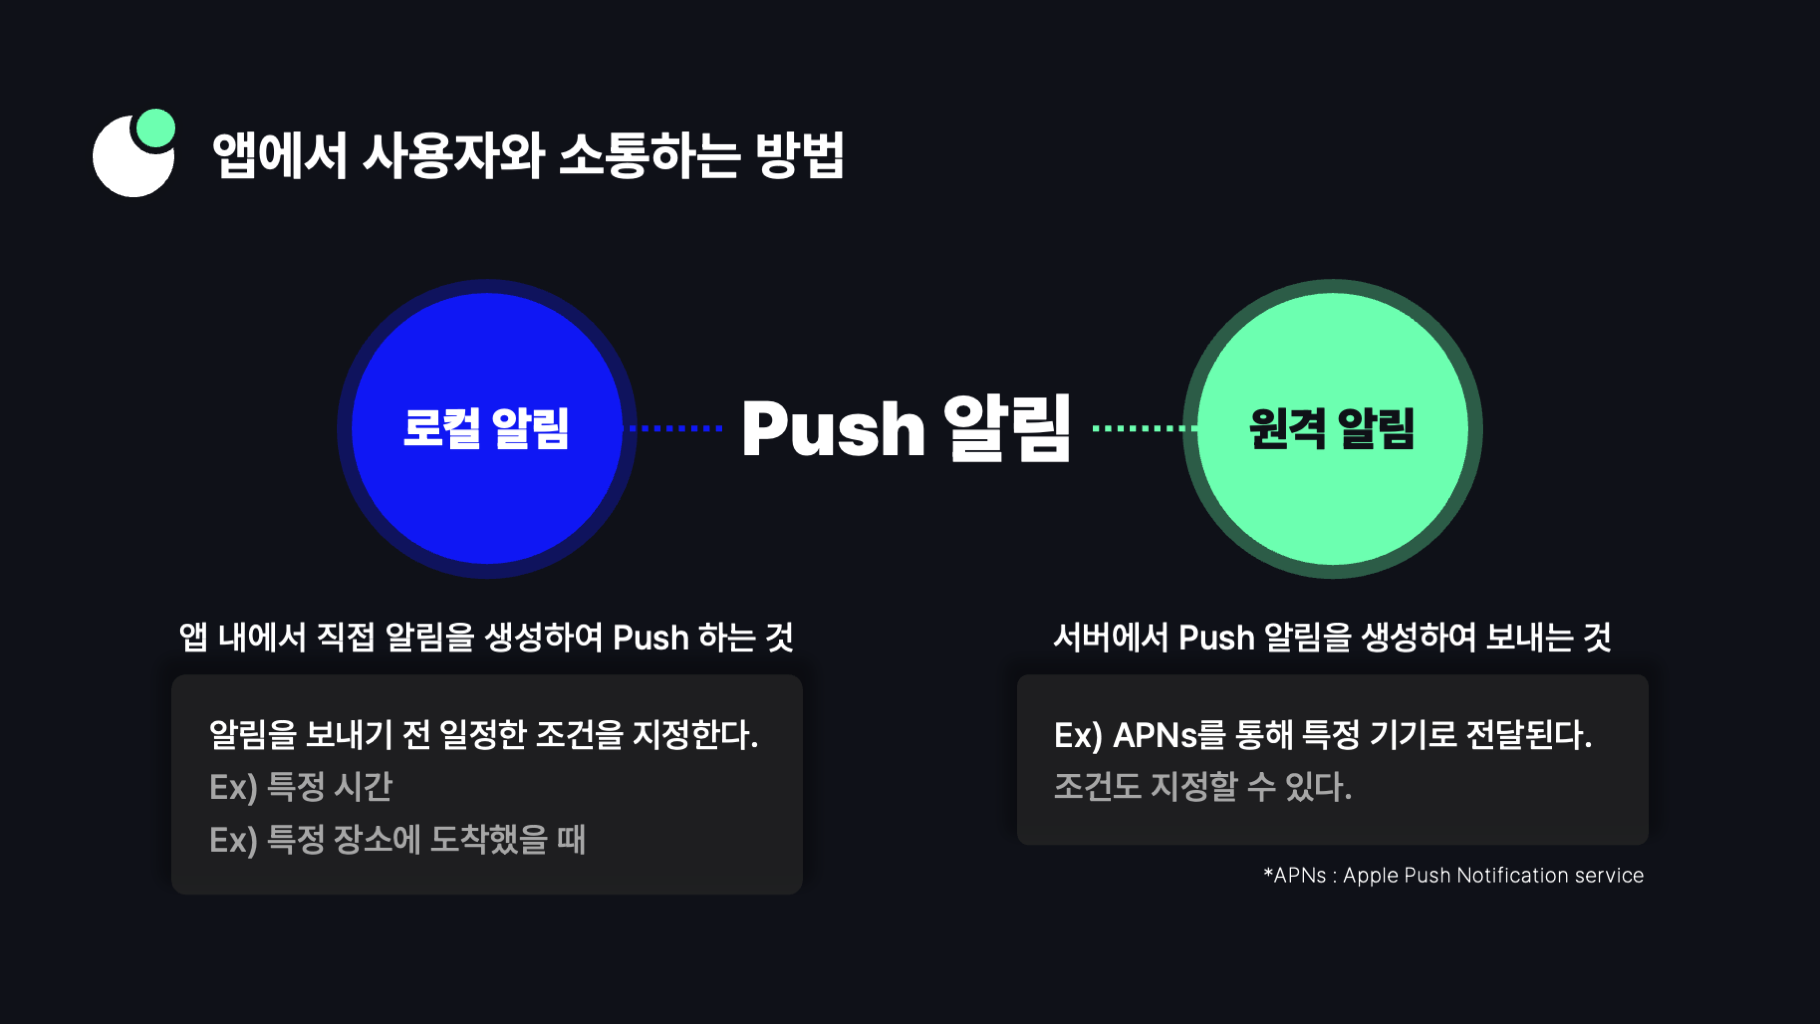 앱에서 사용자와 소통하는 방법
로컬 알림
Push 알림
원격 알림
앱 내에서 직접 알림을 생성하여 Push 하는 것
알림을 보내기 전 일정한 조건을 지정한다.
Ex) 특정 시간
Ex) 특정 장소에 도착했을 때
서버에서 Push 알림을 생성하여 보내는 것
Ex) APNs를 통해 특정 기기로 전달된다.
조건도 지정할 수 있다.
*APNs : Apple Push Notification service